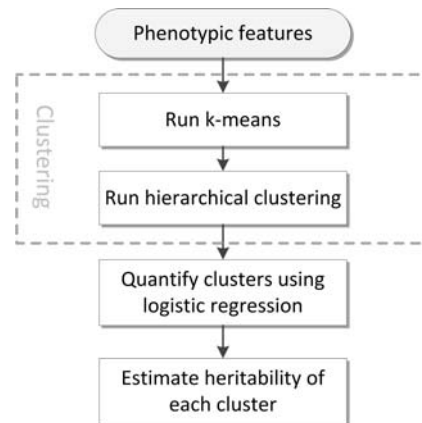 Phenotypic features
Clustering
Run k-means
Run hierarchical clustering
Quantify clusters using
logistic regression
Estimate heritability of
each cluster